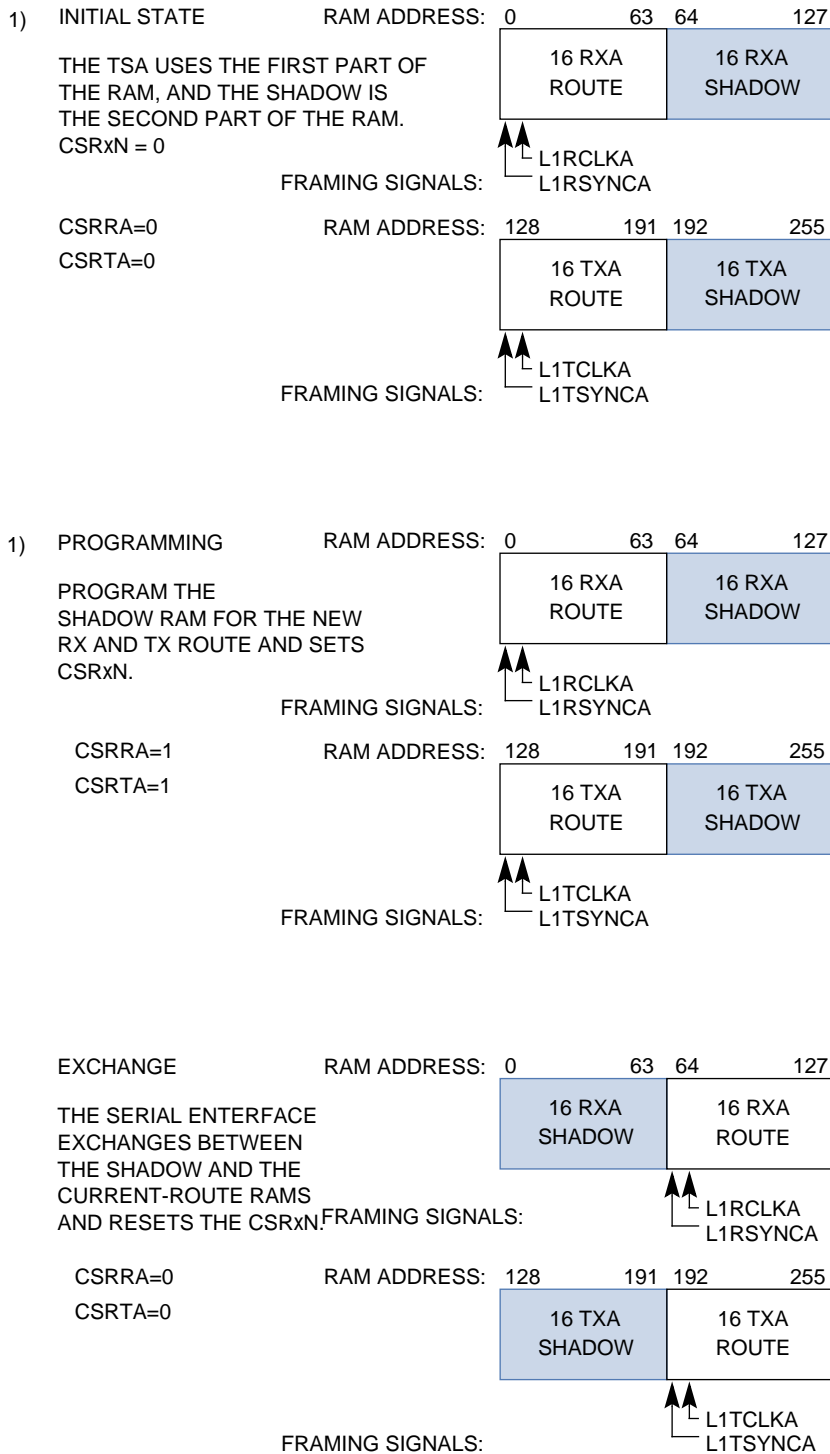 1) INITIAL STATE
THE TSA USES THE FIRST PART OF
THE RAM, AND THE SHADOW IS
THE SECOND PART OF THE RAM.
CSRxN = 0
RAM ADDRESS: 0 63 64 127
16 RXA ROUTE
16 RXA SHADOW
L1RCLKA
FRAMING SIGNALS: L1RSYNCA
CSRRA=0
CSRTA=0
RAM ADDRESS: 128 191 192 255
16 TXA ROUTE
16 TXA SHADOW
L1TCLKA
FRAMING SIGNALS: L1TSYNCA
1) PROGRAMMING
PROGRAM THE
SHADOW RAM FOR THE NEW
RX AND TX ROUTE AND SETS
CSRxN.
RAM ADDRESS: 0 63 64 127
16 RXA ROUTE
16 RXA SHADOW
L1RCLKA
FRAMING SIGNALS: L1RSYNCA
CSRRA=1
CSRTA=1
RAM ADDRESS: 128 191 192 255
16 TXA ROUTE
16 TXA SHADOW
L1TCLKA
FRAMING SIGNALS: L1TSYNCA
EXCHANGE
THE SERIAL ENTERFACE
EXCHANGES BETWEEN
THE SHADOW AND THE
CURRENT-ROUTE RAMS
AND RESETS THE CSRxN.
RAM ADDRESS: 0 63 64 127
16 RXA SHADOW
16 RXA ROUTE
L1RCLKA
FRAMING SIGNALS: L1RSYNCA
CSRRA=0
CSRTA=0
RAM ADDRESS: 128 191 192 255
16 TXA SHADOW
16 TXA ROUTE
L1TCLKA
FRAMING SIGNALS: L1TSYNCA